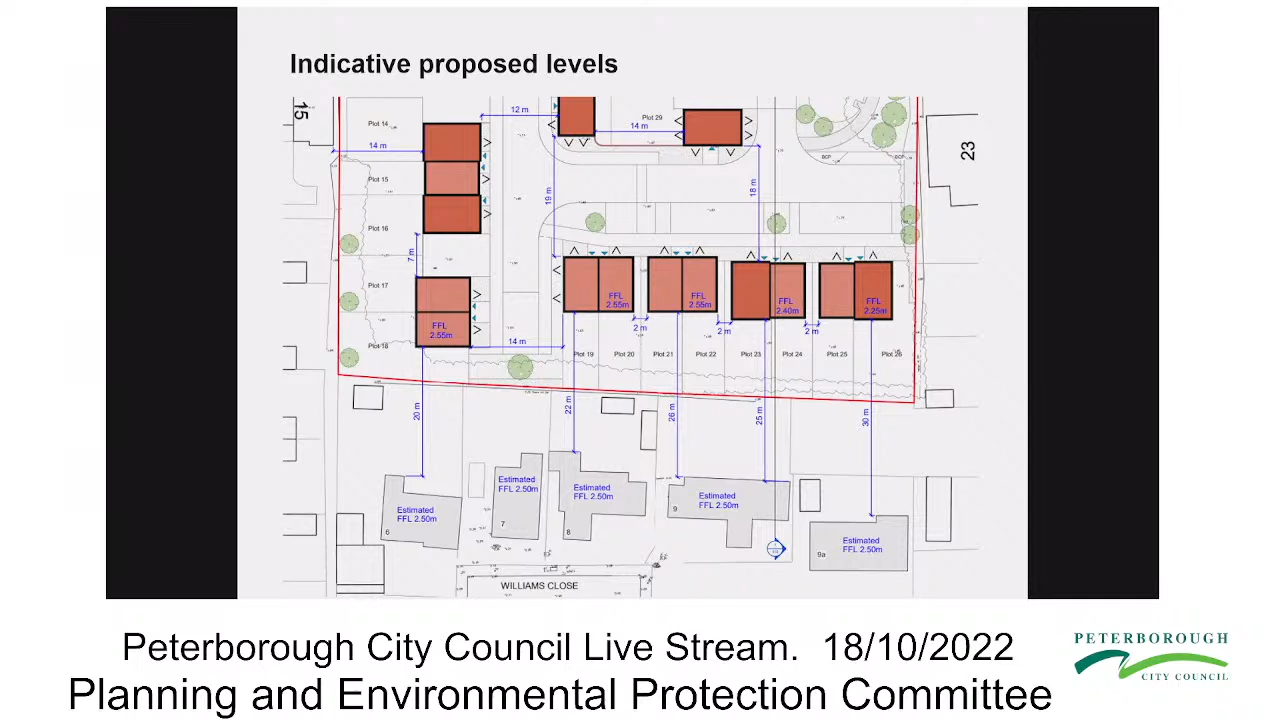 Indicative proposed levels
15
Plot 14
12 m
Plot 29
14 m
14 m
23
BCP
BCP
Plot 15
19 m
18 m
Plot 16
7 m
Plot 17
FFL
2.55m
FFL
2.55m
FFL
2.40m
FFL
2.25m
FFL
2.55m
2 m
2 m
2 m
Plot 18
14 m
Plot 19
Plot 20
Plot 21
Plot 22
Plot 23
Plot 24
Plot 25
Plot 26
20 m
22 m
26 m
25 m
30 m
Estimated
FFL 2.50m
6
Estimated
FFL 2.50m
7
Estimated
FFL 2.50m
8
Estimated
FFL 2.50m
9
Estimated
FFL 2.50m
9a
WILLIAMS CLOSE
Peterborough City Council Live Stream. 18/10/2022
Planning and Environmental Protection Committee
PETERBOROUGH
CITY COUNCIL